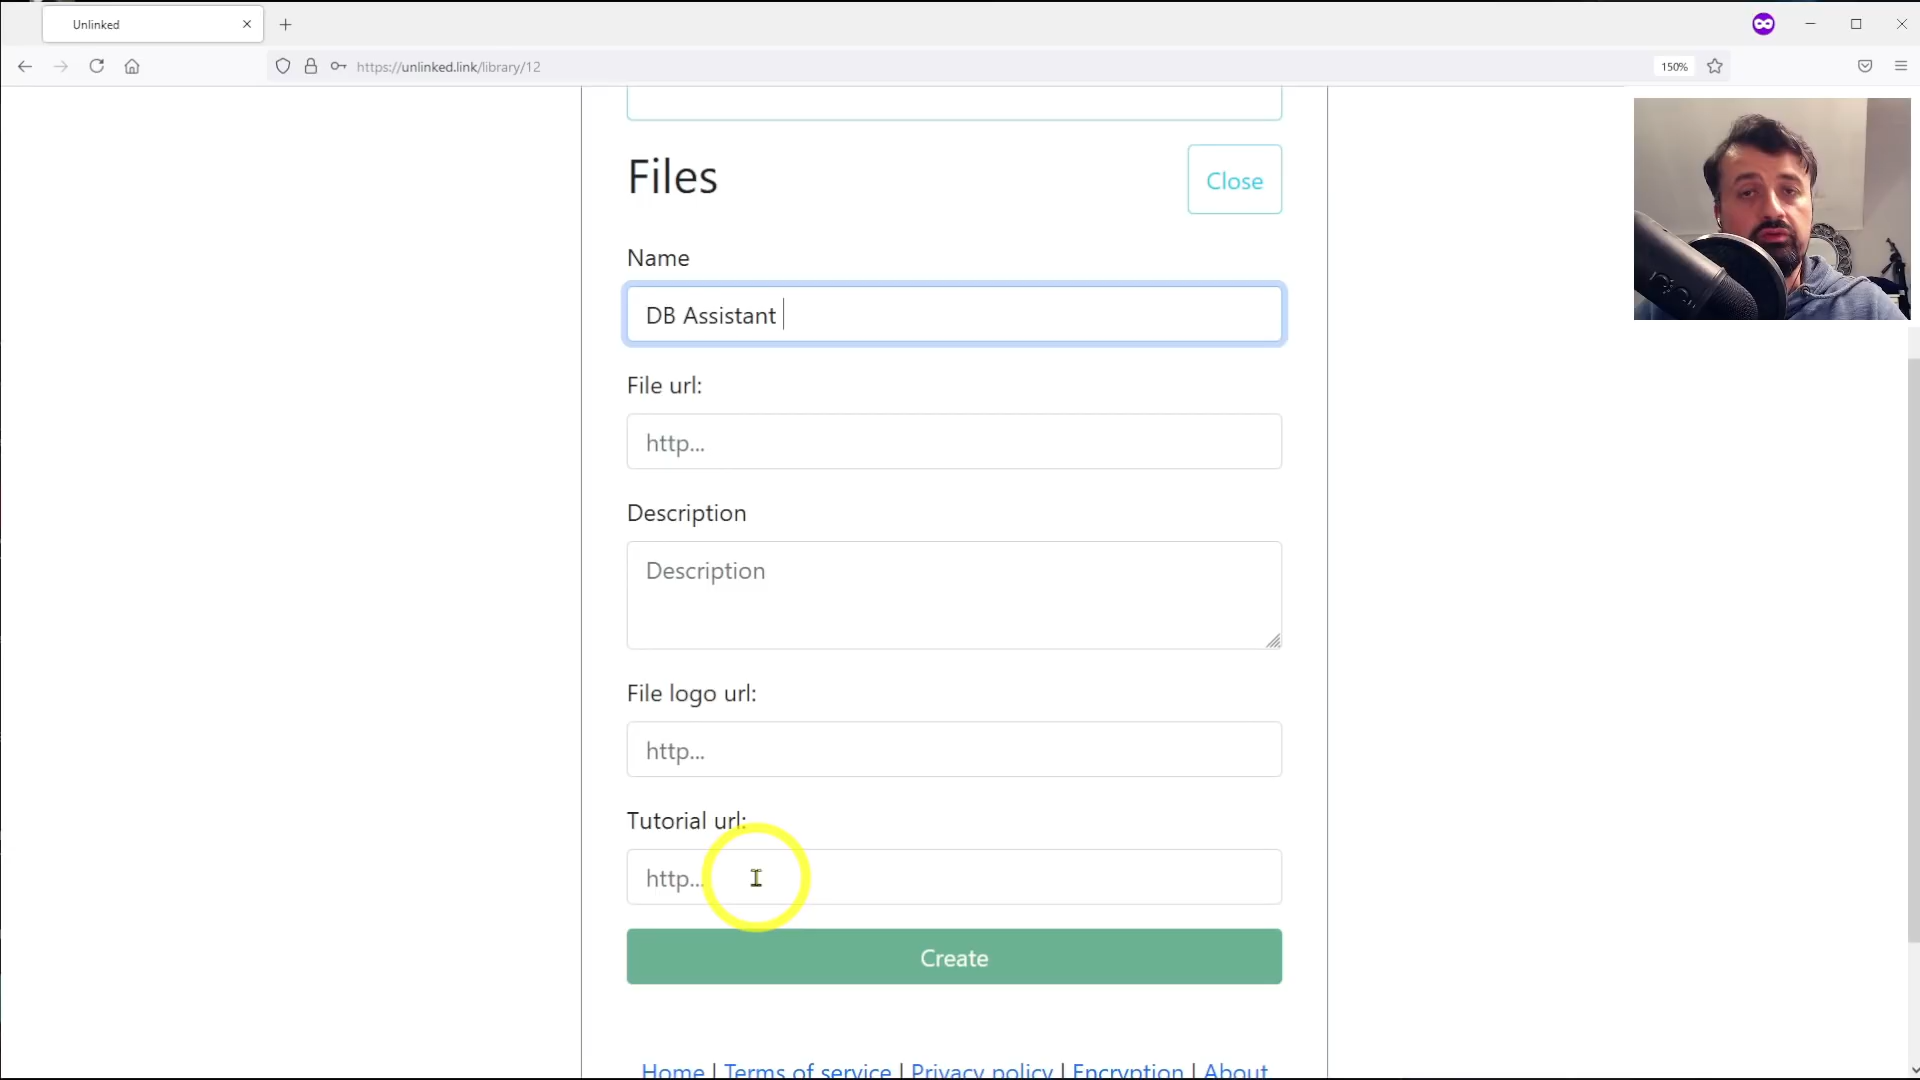 Unlinked
https://unlinked.link/library/12
150%
Files
Close
Name
DB Assistant
File url:
http...
Description
Description
File logo url:
http...
Tutorial url:
http...
Create
Home | Terms of service | Privacy policy | Encryption | About